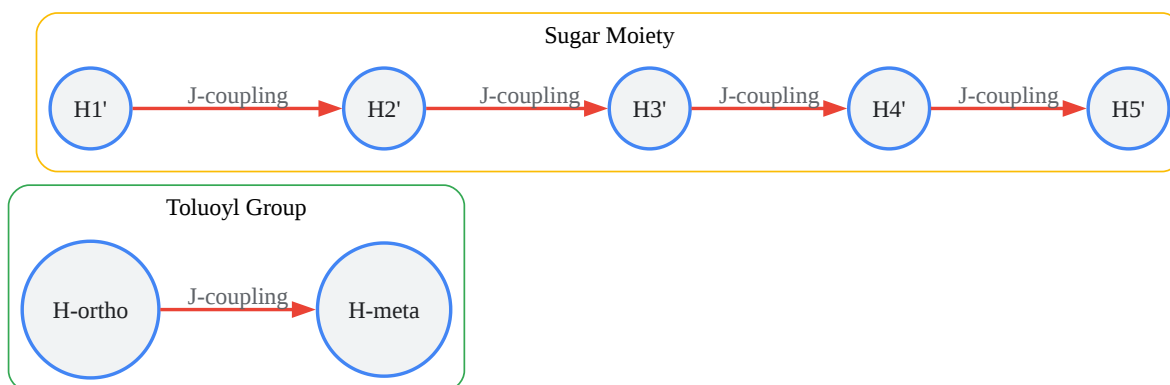 Sugar Moiety
H1'
J-coupling
H2'
J-coupling
H3'
J-coupling
H4'
J-coupling
H5'
Toluoyl Group
H-ortho
J-coupling
H-meta